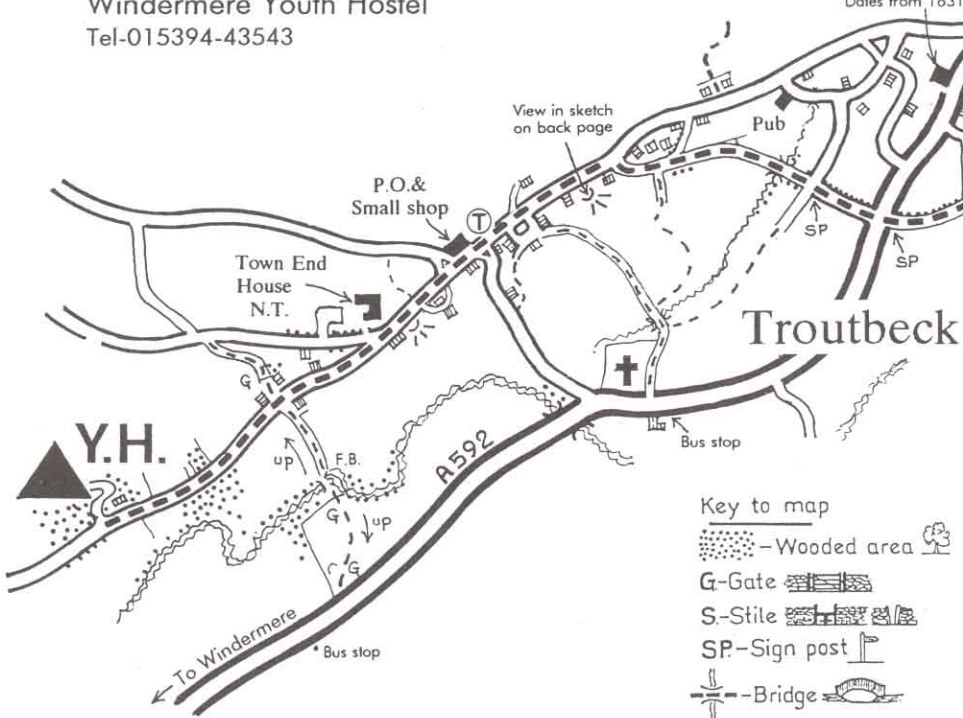 Windermere Youth Hostel
Tel-015394-43543
Dates from 1631
View in sketch
on back page
Pub
P.O.&
Small shop
T
SP
SP
Town End
House
N.T.
Troutbeck
G
Y.H.
up
F.B.
A592
Bus stop
G
up
G
To Windermere
Bus stop
Key to map
-Wooded area
G-Gate
S.-Stile
SP.-Sign post
-Bridge